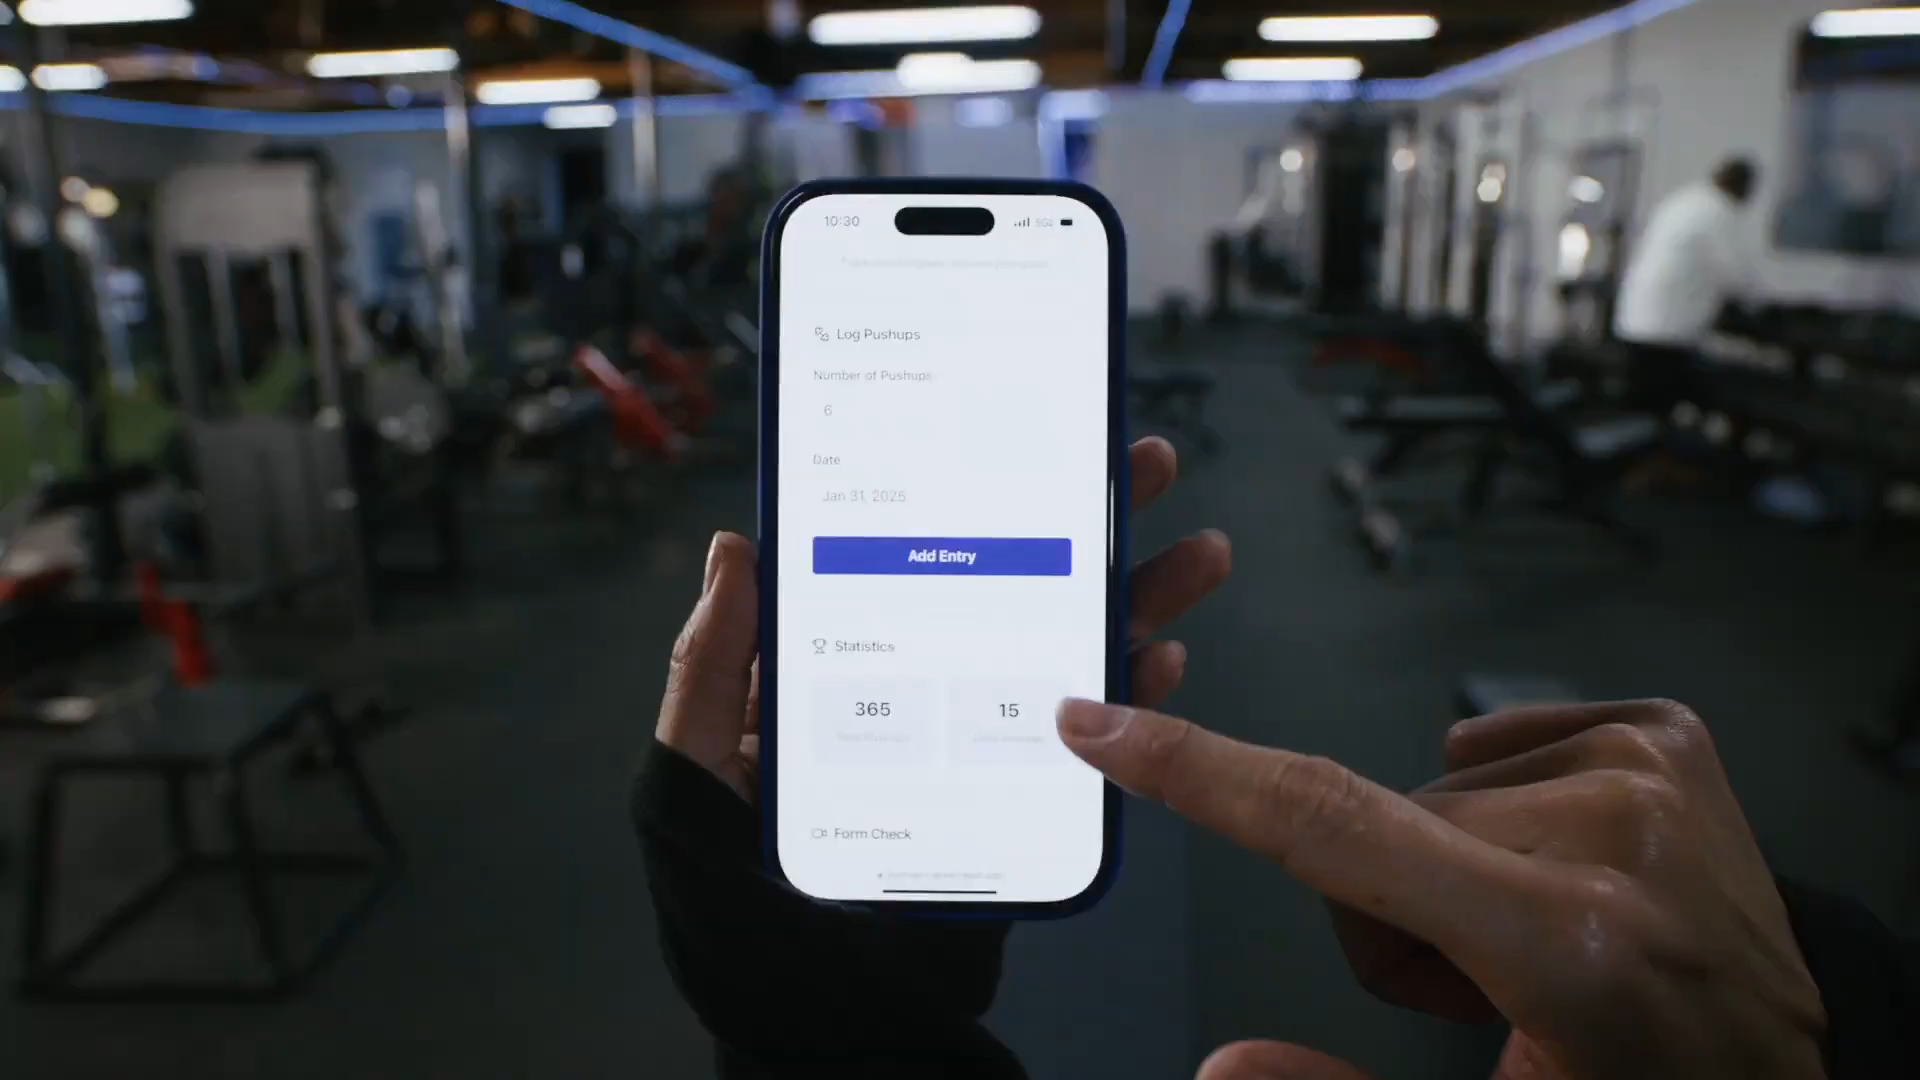 10:30
Log Pushups
Number of Pushups
6
Date
Jan 31, 2025
Add Entry
Statistics
365
15
Form Check